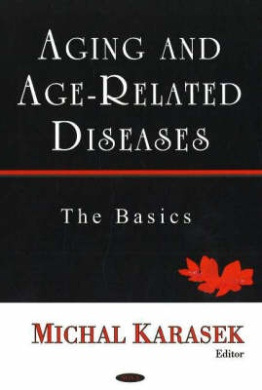 AGING AND
AGE-RELATED
DISEASES
The Basics
MICHAL KARASEK
Editor